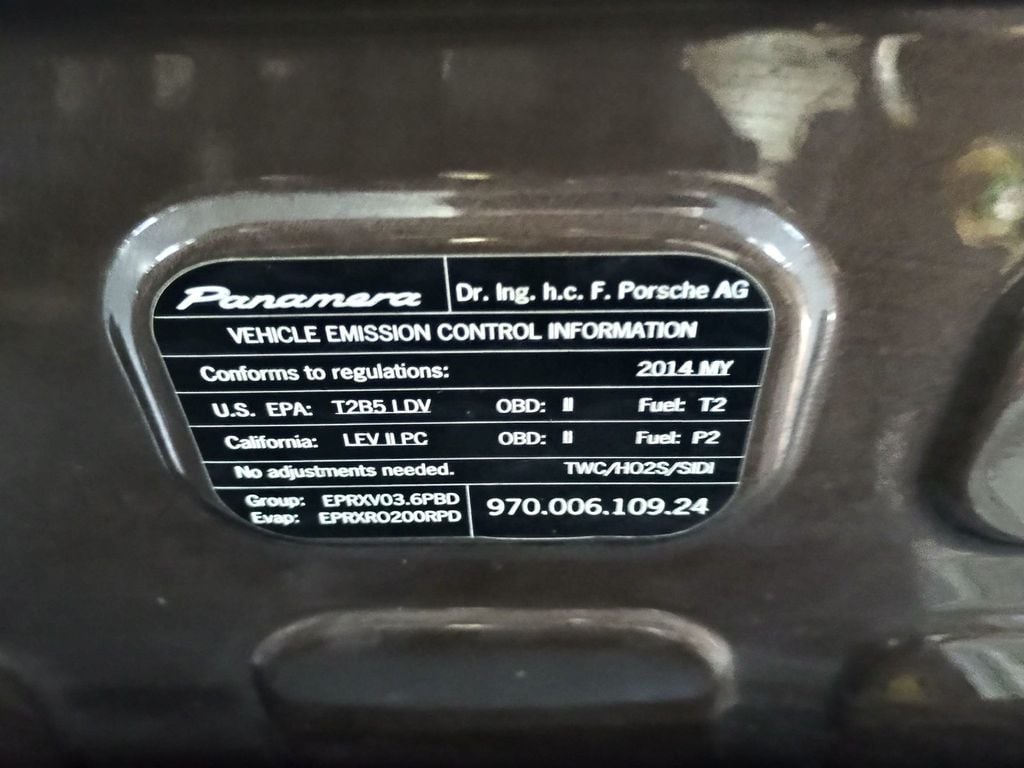 Panamera Dr. Ing. h.c. F. Porsche AG
VEHICLE EMISSION CONTROL INFORMATION
Conforms to regulations: 2014 MY
U.S. EPA: T2B5 LDV OBD: II Fuel: T2
California: LEV II PC OBD: II Fuel: P2
No adjustments needed. TWC/HO2S/SIDI
Group: EPRXV03.6PBD
Evap: EPRXR0200RPD
970.006.109.24